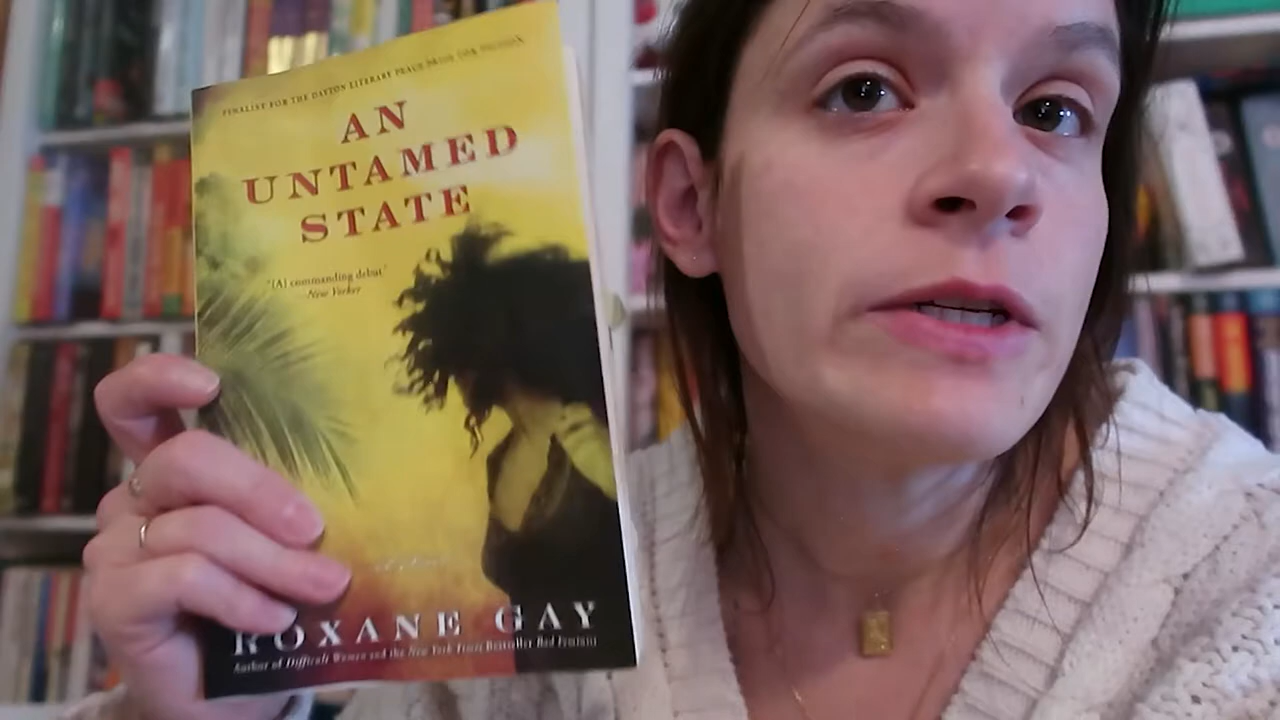 FINALIST FOR THE DAYTON LITERARY PEACE PRIZE FOR FICTION
AN
UNTAMED
STATE
"[A] commanding debut"
New Yorker
ROXANE GAY
Author of Difficult Women and the New York Times Bestseller Bad Feminist